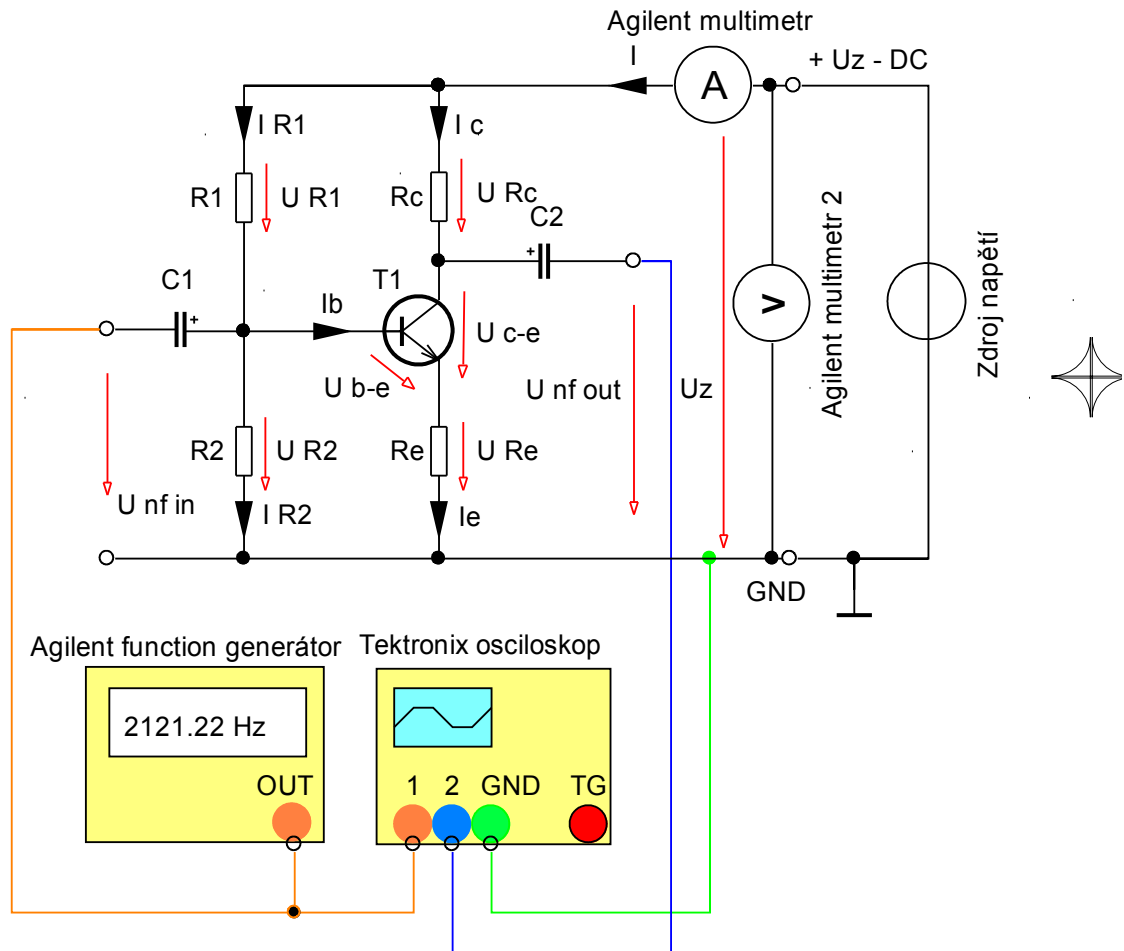 Agilent multimetr
I
+ Uz - DC
A
I R1
I c
R1
U R1
Rc
U Rc
C2
+
C1
+
Ib
T1
U c-e
U b-e
U nf out
Uz
V
Agilent multimetr 2
Zdroj napětí
R2
U R2
Re
U Re
U nf in
I R2
Ie
GND
Agilent function generátor
Tektronix osciloskop
2121.22 Hz
OUT
1
2
GND
TG